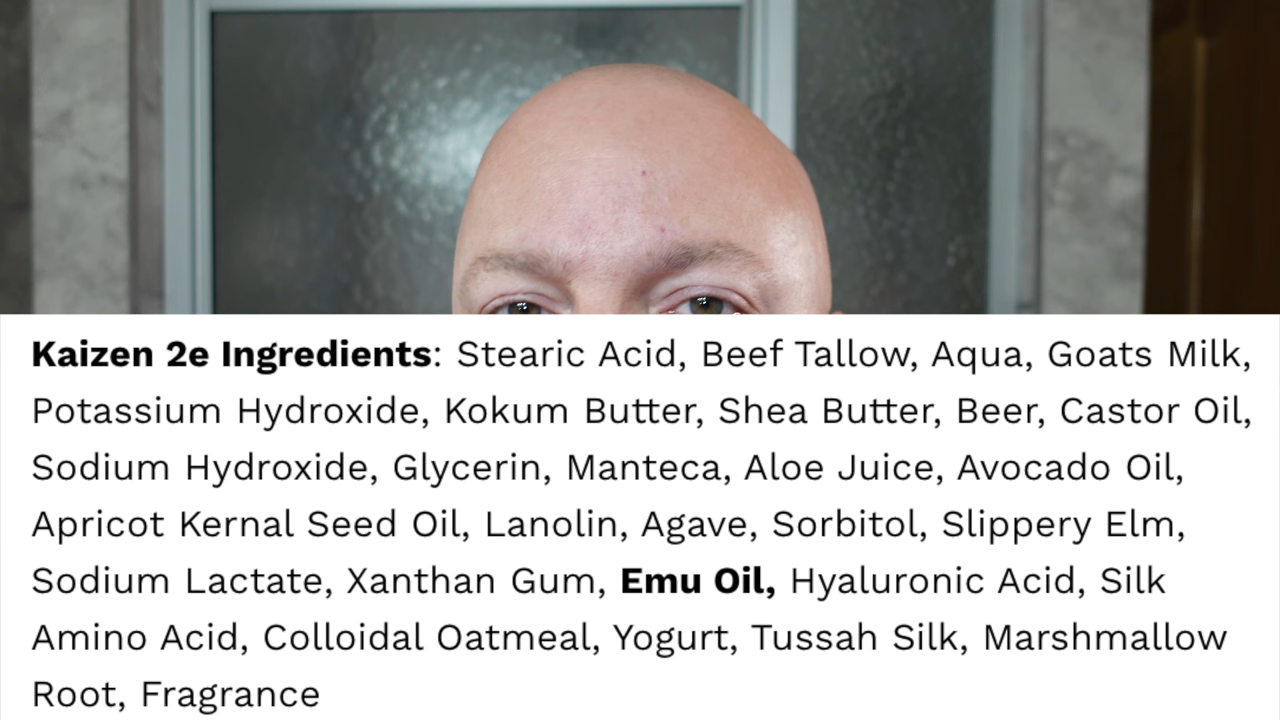 Kaizen 2e Ingredients: Stearic Acid, Beef Tallow, Aqua, Goats Milk,
Potassium Hydroxide, Kokum Butter, Shea Butter, Beer, Castor Oil,
Sodium Hydroxide, Glycerin, Manteca, Aloe Juice, Avocado Oil,
Apricot Kernal Seed Oil, Lanolin, Agave, Sorbitol, Slippery Elm,
Sodium Lactate, Xanthan Gum, Emu Oil, Hyaluronic Acid, Silk
Amino Acid, Colloidal Oatmeal, Yogurt, Tussah Silk, Marshmallow
Root, Fragrance